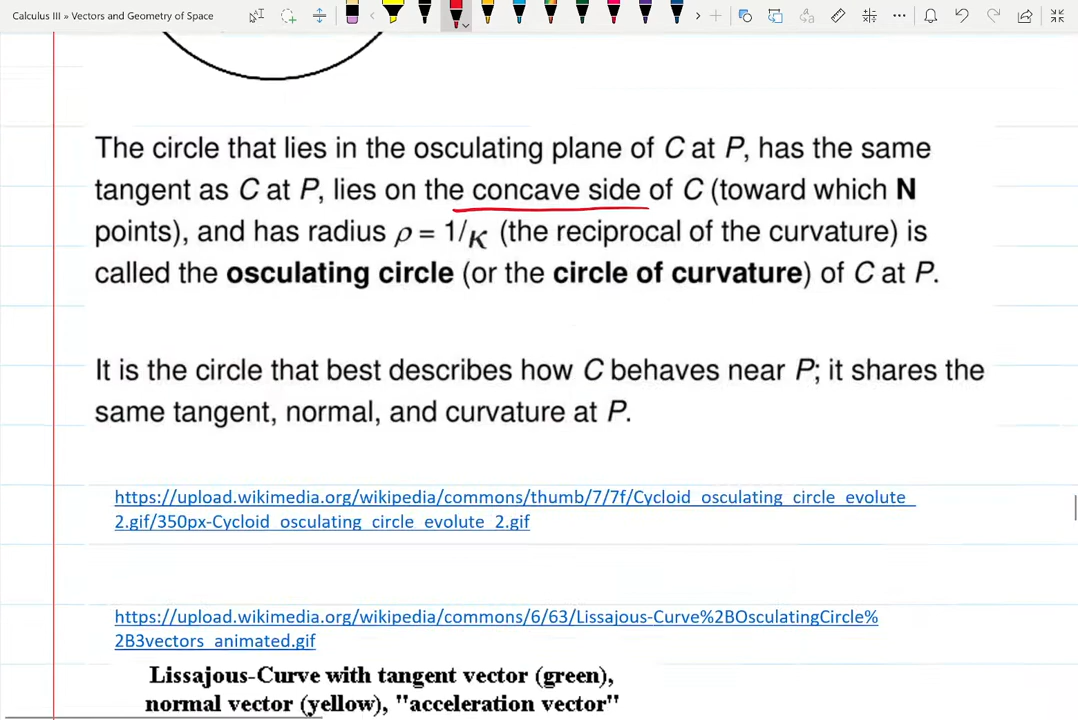 Calculus III » Vectors and Geometry of Space
The circle that lies in the osculating plane of C at P, has the same
tangent as C at P, lies on the concave side of C (toward which N
points), and has radius ρ = 1/κ (the reciprocal of the curvature) is
called the osculating circle (or the circle of curvature) of C at P.
It is the circle that best describes how C behaves near P; it shares the
same tangent, normal, and curvature at P.
https://upload.wikimedia.org/wikipedia/commons/thumb/7/7f/Cycloid_osculating_circle_evolute_
2.gif/350px-Cycloid_osculating_circle_evolute_2.gif
https://upload.wikimedia.org/wikipedia/commons/6/63/Lissajous-Curve%2BOsculatingCircle%
2B3vectors_animated.gif
Lissajous-Curve with tangent vector (green),
normal vector (yellow), "acceleration vector"